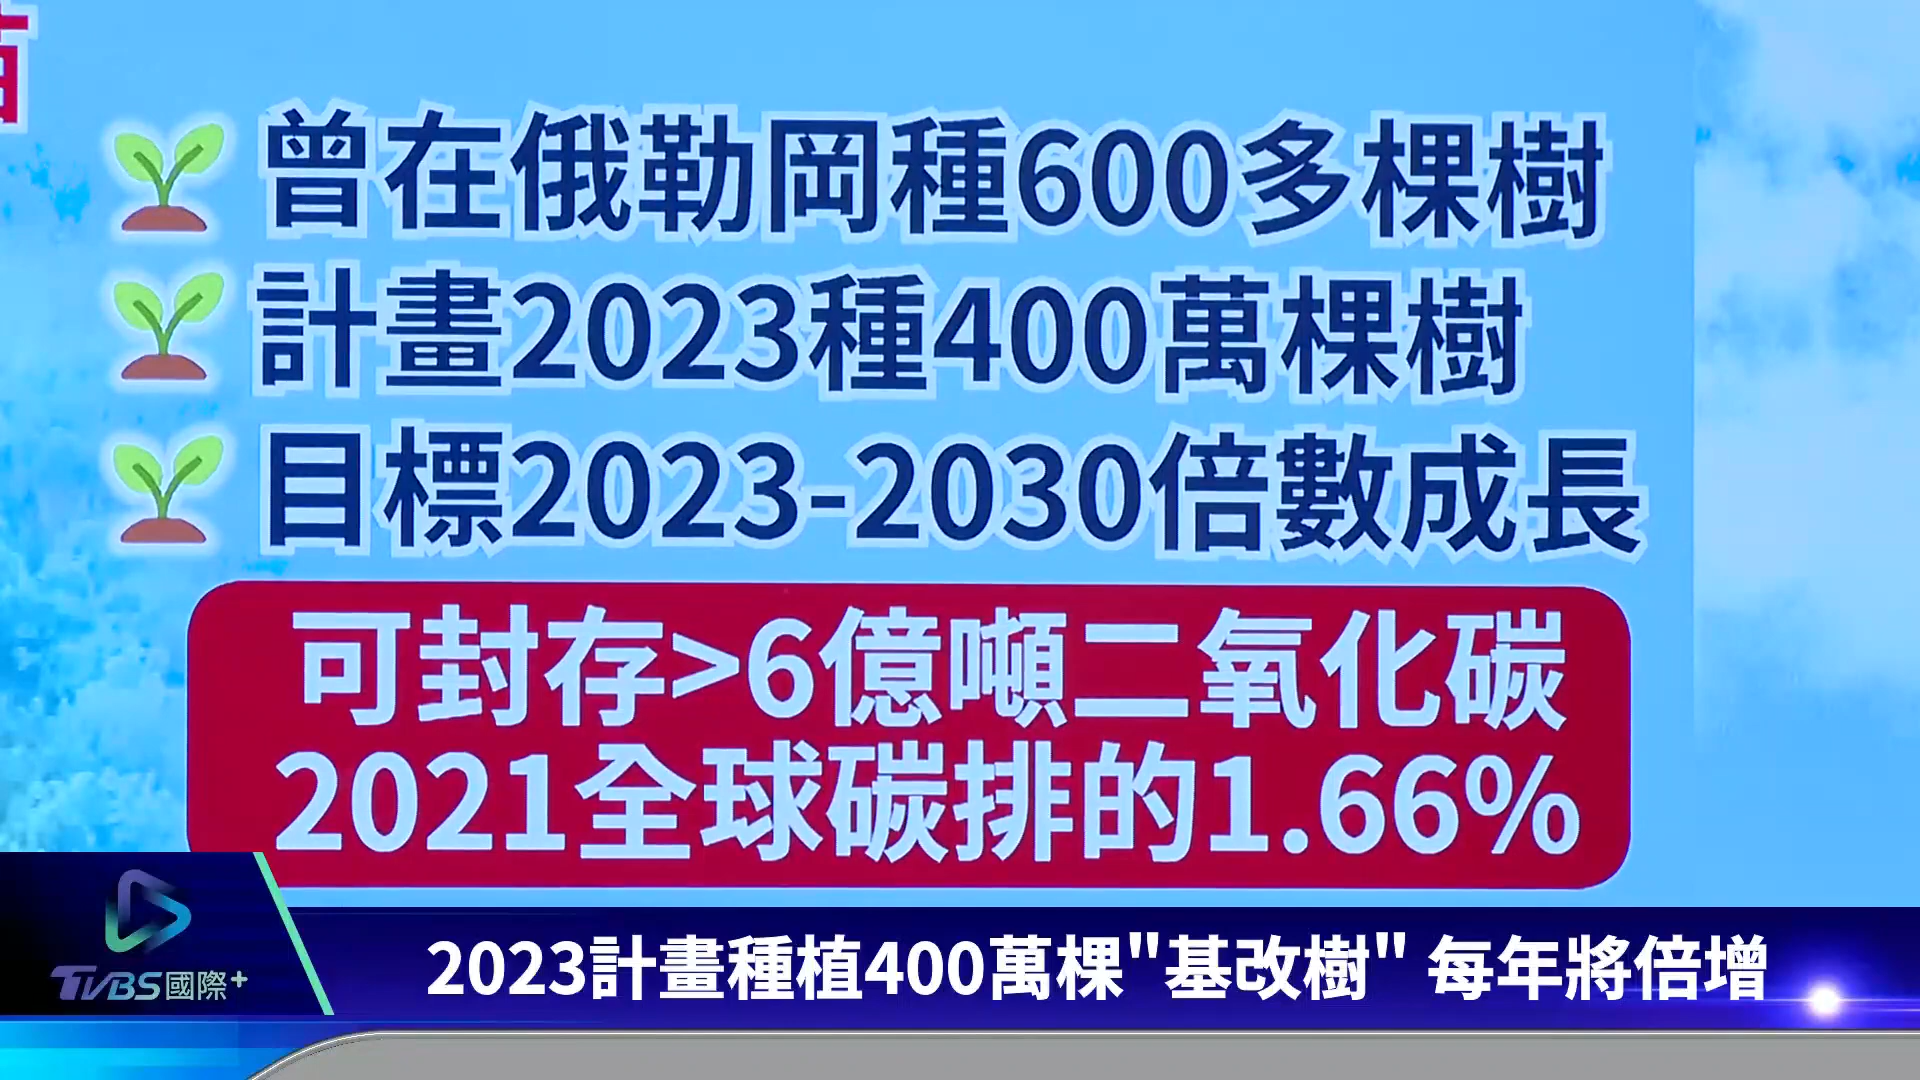 苗
曾在俄勒岡種600多棵樹
計畫2023種400萬棵樹
目標2023-2030倍數成長
可封存>6億噸二氧化碳
2021全球碳排的1.66%
2023計畫種植400萬棵"基改樹" 每年將倍增
TVBS國際+